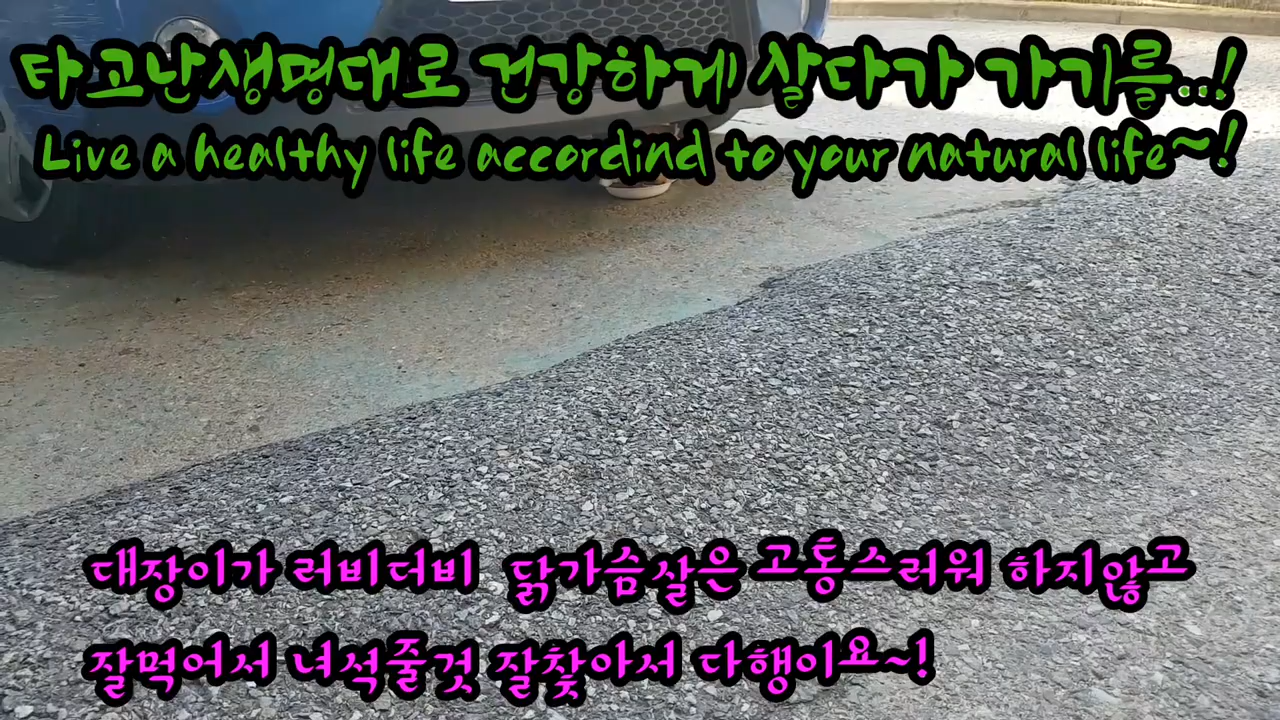 타고난생명대로 건강하게 살다가 가기를..!
Live a healthy life accordind to your natural life~!
대장이가 러비더비 닭가슴살은 고통스러워 하지않고
잘먹어서 녀석줄것 잘찾아서 다행이요~!